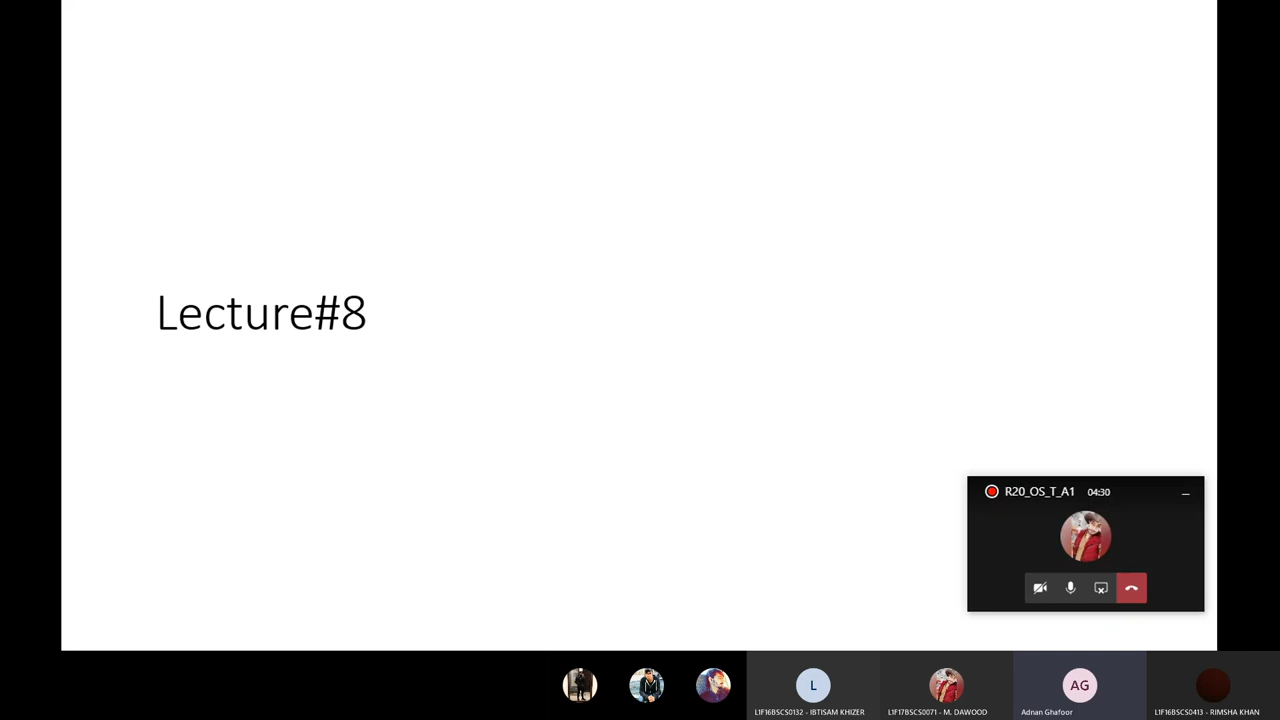 Lecture#8
R20_OS_T_A1 04:30
L
AG
L1F16BSCS0132 - IBTISAM KHIZER
L1F17BSCS0071 - M. DAWOOD
Adnan Ghafoor
L1F16BSCS0413 - RIMSHA KHAN